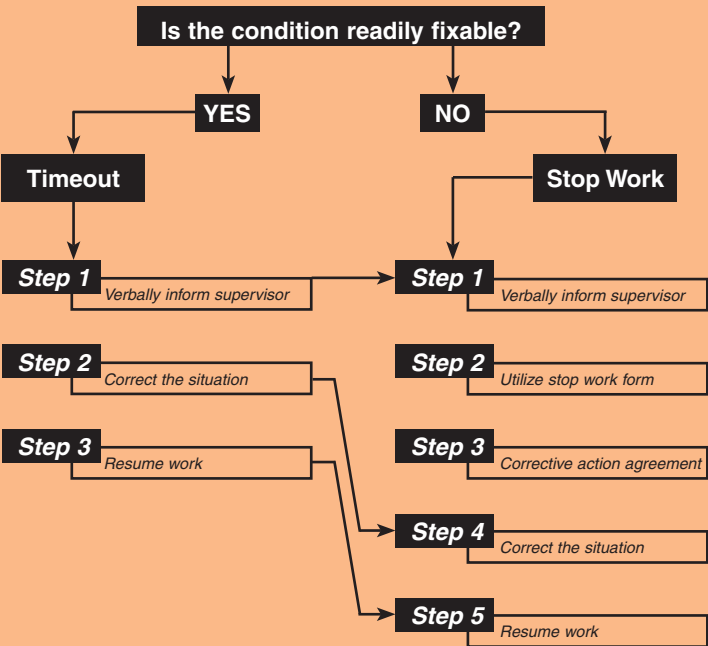 Is the condition readily fixable?
YES
NO
Timeout
Stop Work
Step 1
Verbally inform supervisor
Step 2
Correct the situation
Step 3
Resume work
Step 1
Verbally inform supervisor
Step 2
Utilize stop work form
Step 3
Corrective action agreement
Step 4
Correct the situation
Step 5
Resume work